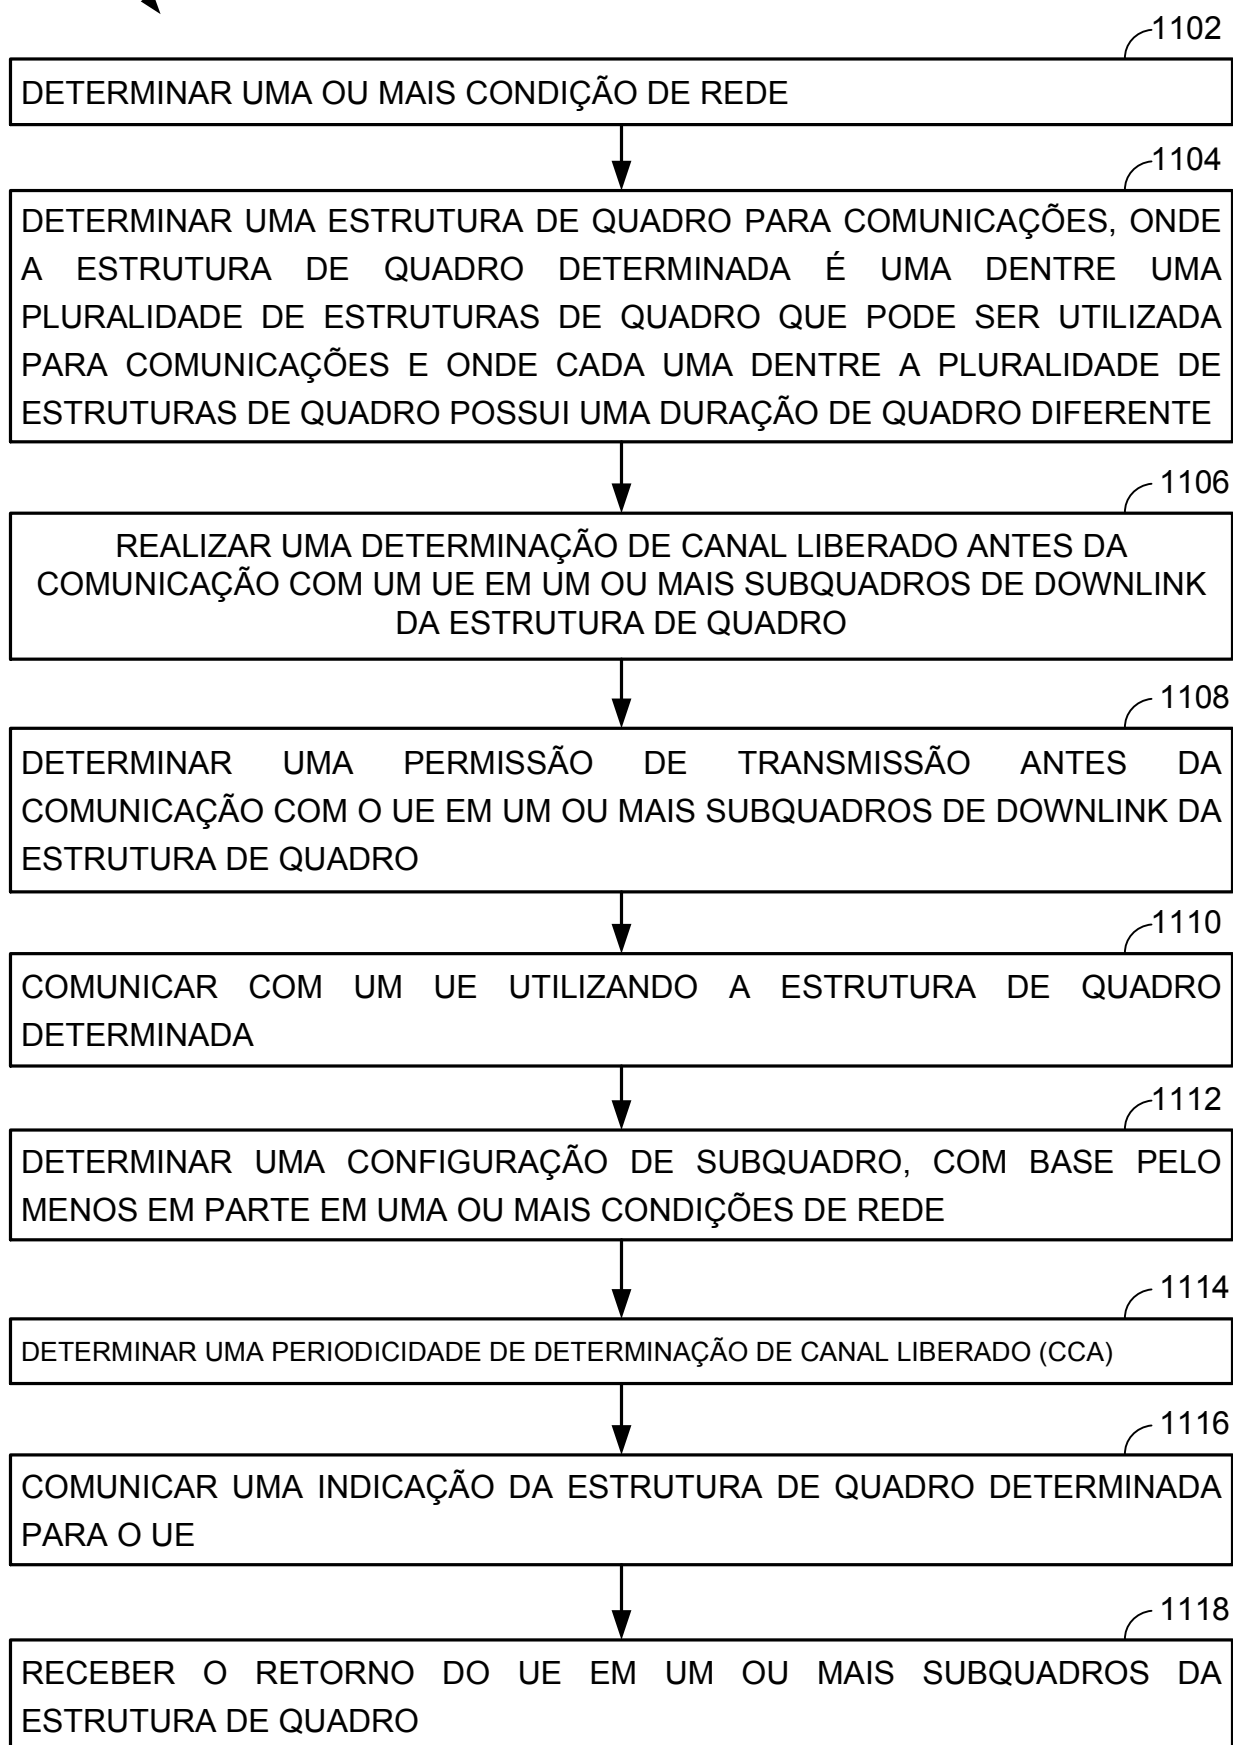 1102
DETERMINAR UMA OU MAIS CONDIÇÃO DE REDE
1104
DETERMINAR UMA ESTRUTURA DE QUADRO PARA COMUNICAÇÕES, ONDE
A ESTRUTURA DE QUADRO DETERMINADA É UMA DENTRE UMA
PLURALIDADE DE ESTRUTURAS DE QUADRO QUE PODE SER UTILIZADA
PARA COMUNICAÇÕES E ONDE CADA UMA DENTRE A PLURALIDADE DE
ESTRUTURAS DE QUADRO POSSUI UMA DURAÇÃO DE QUADRO DIFERENTE
1106
REALIZAR UMA DETERMINAÇÃO DE CANAL LIBERADO ANTES DA
COMUNICAÇÃO COM UM UE EM UM OU MAIS SUBQUADROS DE DOWNLINK
DA ESTRUTURA DE QUADRO
1108
DETERMINAR UMA PERMISSÃO DE TRANSMISSÃO ANTES DA
COMUNICAÇÃO COM O UE EM UM OU MAIS SUBQUADROS DE DOWNLINK DA
ESTRUTURA DE QUADRO
1110
COMUNICAR COM UM UE UTILIZANDO A ESTRUTURA DE QUADRO
DETERMINADA
1112
DETERMINAR UMA CONFIGURAÇÃO DE SUBQUADRO, COM BASE PELO
MENOS EM PARTE EM UMA OU MAIS CONDIÇÕES DE REDE
1114
DETERMINAR UMA PERIODICIDADE DE DETERMINAÇÃO DE CANAL LIBERADO (CCA)
1116
COMUNICAR UMA INDICAÇÃO DA ESTRUTURA DE QUADRO DETERMINADA
PARA O UE
1118
RECEBER O RETORNO DO UE EM UM OU MAIS SUBQUADROS DA
ESTRUTURA DE QUADRO